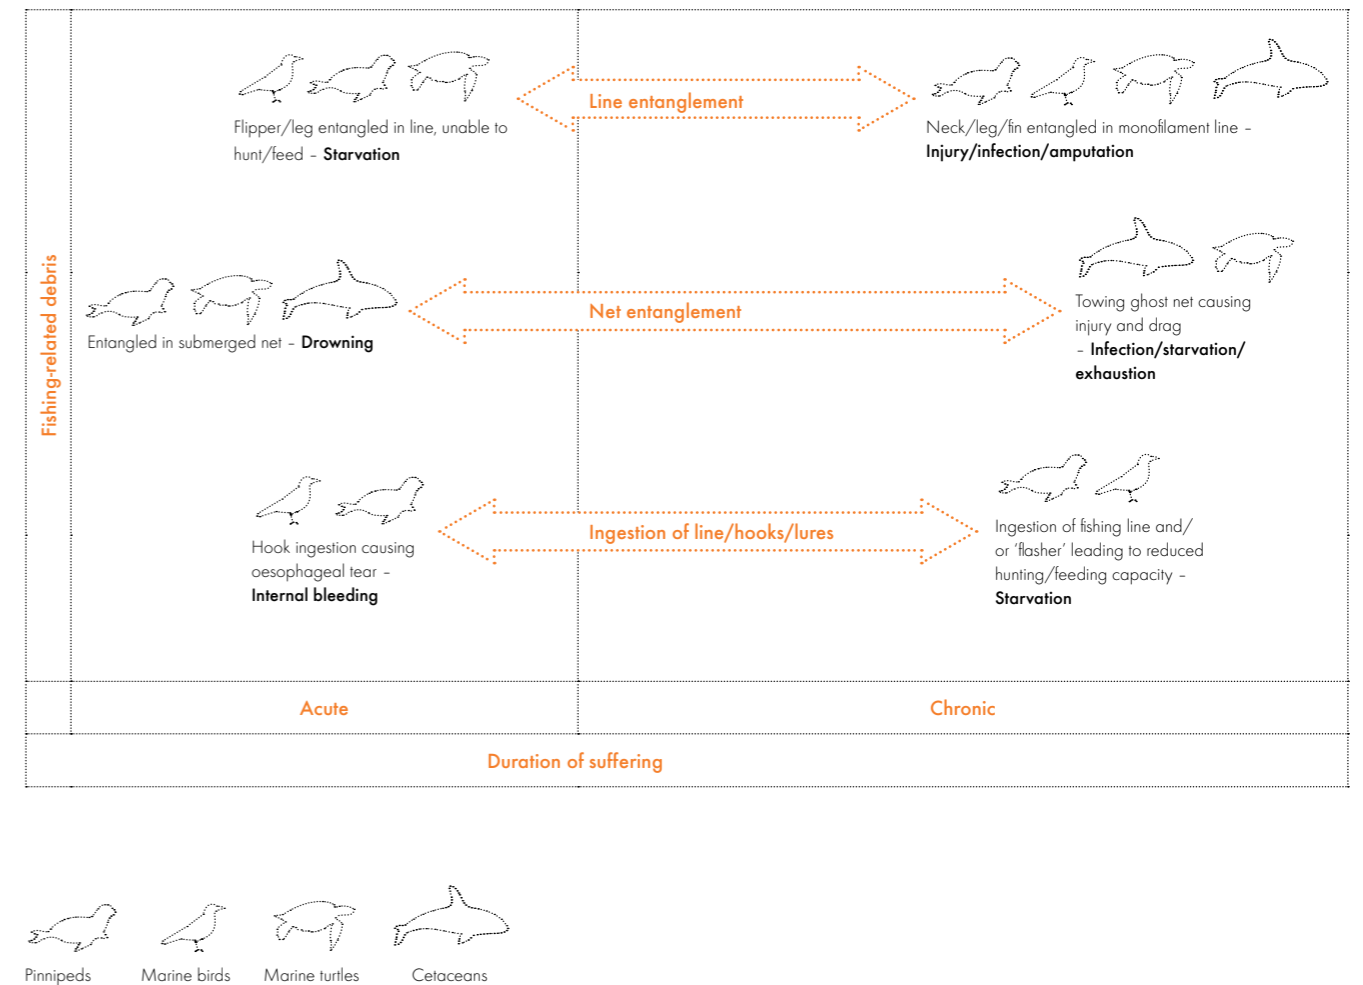 Flipper/leg entangled in line, unable to
hunt/feed – Starvation
Line entanglement
Neck/leg/fin entangled in monofilament line –
Injury/infection/amputation
Fishing-related debris
Entangled in submerged net – Drowning
Net entanglement
Towing ghost net causing
injury and drag
– Infection/starvation/
exhaustion
Hook ingestion causing
oesophageal tear –
Internal bleeding
Ingestion of line/hooks/lures
Ingestion of fishing line and/
or ‘flasher’ leading to reduced
hunting/feeding capacity –
Starvation
Acute
Chronic
Duration of suffering
Pinnipeds
Marine birds
Marine turtles
Cetaceans